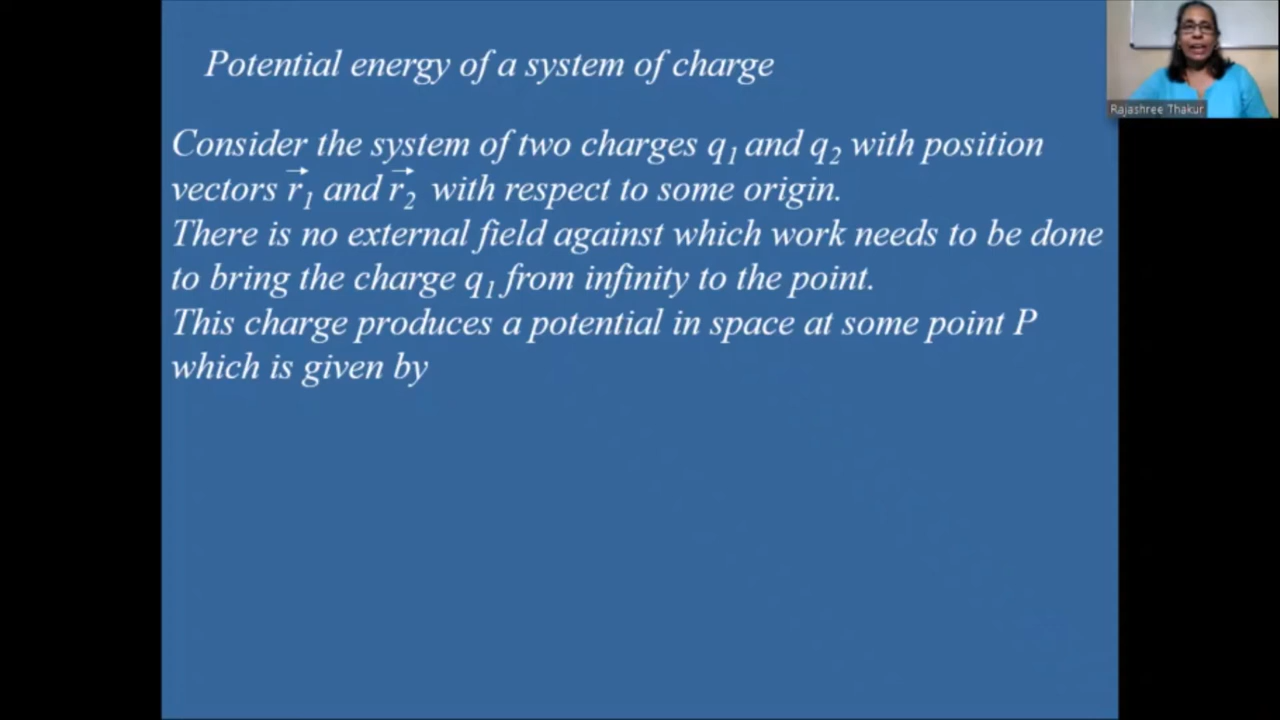 Potential energy of a system of charge
Rajashree Thakur
Consider the system of two charges q₁ and q₂ with position
vectors r⃗₁ and r⃗₂ with respect to some origin.
There is no external field against which work needs to be done
to bring the charge q₁ from infinity to the point.
This charge produces a potential in space at some point P
which is given by